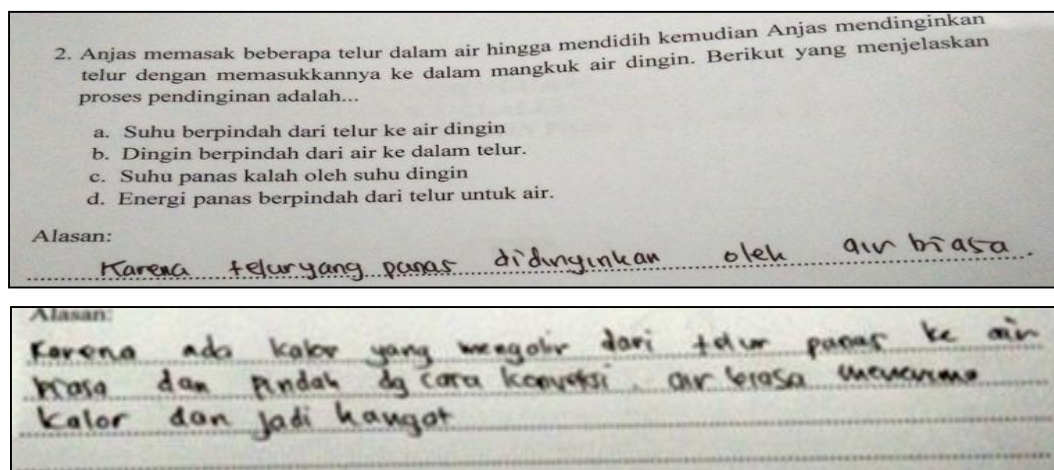 2. Anjas memasak beberapa telur dalam air hingga mendidih kemudian Anjas mendinginkan
telur dengan memasukkannya ke dalam mangkuk air dingin. Berikut yang menjelaskan
proses pendinginan adalah...
a. Suhu berpindah dari telur ke air dingin
b. Dingin berpindah dari air ke dalam telur.
c. Suhu panas kalah oleh suhu dingin
d. Energi panas berpindah dari telur untuk air.
Alasan:
Karena telur yang panas didinginkan oleh air biasa.
Alasan:
Karena ada kalor yang mengalir dari telur panas ke air
biasa dan pindah dg cara konveksi. air biasa menerima
kalor dan jadi hangat